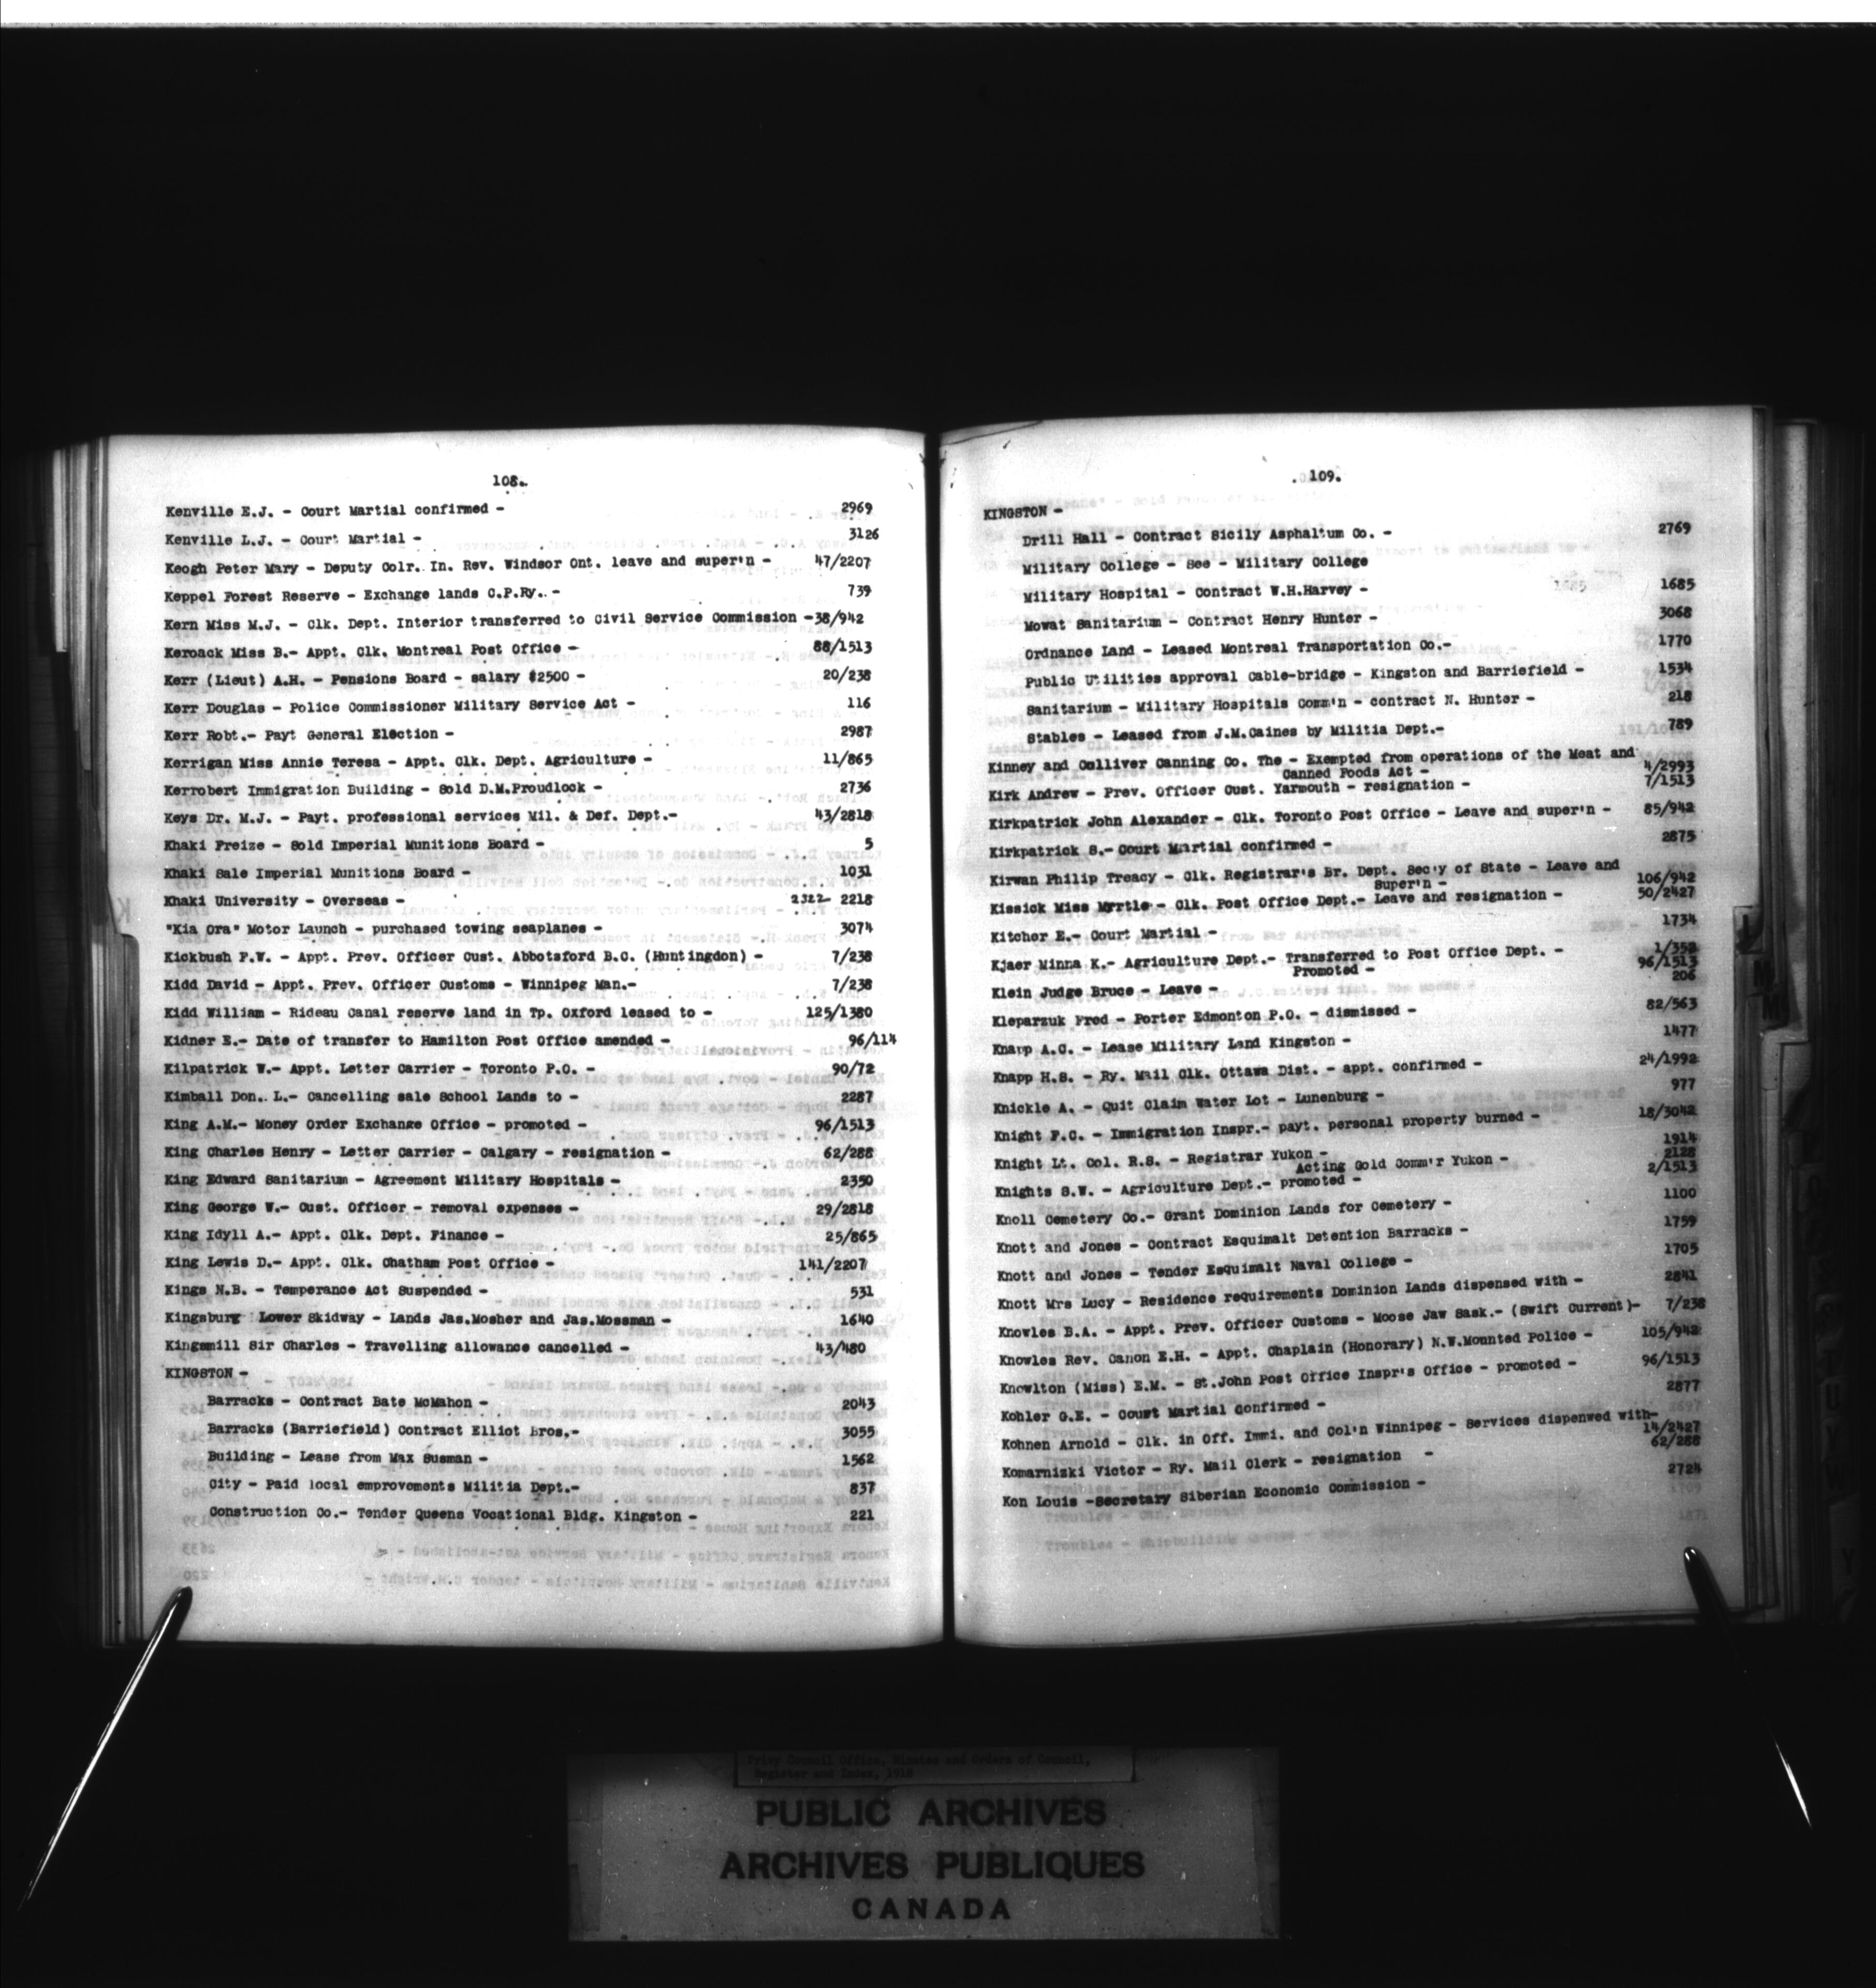 108.
Kenville E.J. - Court Martial confirmed - 2969
Kenville L.J. - Court Martial - 3126
Keogh Peter Mary - Deputy Colr. In. Rev. Windsor Ont. leave and super'n - 47/2207
Keppel Forest Reserve - Exchange lands C.P.Ry. - 739
Kern Miss M.J. - Clk. Dept. Interior transferred to Civil Service Commission - 38/942
Keroack Miss B.- Appt. Clk. Montreal Post Office - 88/1513
Kerr (Lieut) A.H. - Pensions Board - salary $2500 - 20/238
Kerr Douglas - Police Commissioner Military Service Act - 116
Kerr Robt.- Payt General Election - 2987
Kerrigan Miss Annie Teresa - Appt. Clk. Dept. Agriculture - 11/865
Kerrobert Immigration Building - Sold D.M.Proudlock - 2736
Keys Dr. M.J. - Payt. professional services Mil. & Def. Dept.- 43/2818
Khaki Freize - Sold Imperial Munitions Board - 5
Khaki Sale Imperial Munitions Board - 1031
Khaki University - Overseas - 2322- 2218
"Kia Ora" Motor Launch - purchased towing seaplanes - 3074
Kickbush F.W. - Appt. Prev. Officer Cust. Abbotsford B.C. (Huntingdon) - 7/238
Kidd David - Appt. Prev. Officer Customs - Winnipeg Man.- 7/238
Kidd William - Rideau Canal reserve land in Tp. Oxford leased to - 125/1380
Kidner E.- Date of transfer to Hamilton Post Office amended - 96/114
Kilpatrick W.- Appt. Letter Carrier - Toronto P.O. - 90/72
Kimball Don. L.- Cancelling sale School Lands to - 2287
King A.M.- Money Order Exchange Office - promoted - 96/1513
King Charles Henry - Letter Carrier - Calgary - resignation - 62/288
King Edward Sanitarium - Agreement Military Hospitals - 2350
King George W.- Cust. Officer - removal expenses - 29/2818
King Idyll A.- Appt. Clk. Dept. Finance - 25/865
King Lewis D.- Appt. Clk. Chatham Post Office - 141/2207
Kings N.B. - Temperance Act Suspended - 531
Kingsburg Lower Skidway - Lands Jas.Mosher and Jas.Mossman - 1640
Kingsmill Sir Charles - Travelling allowance cancelled - 43/480
KINGSTON -
Barracks - Contract Bate McMahon - 2043
Barracks (Barriefield) Contract Elliot Bros.- 3055
Building - Lease from Max Susman - 1562
City - Paid local emprovements Militia Dept.- 837
Construction Co.- Tender Queens Vocational Bldg. Kingston - 221
109.
KINGSTON -
Drill Hall - Contract Sicily Asphaltum Co. - 2769
Military College - See - Military College
Military Hospital - Contract W.H.Harvey - 1685
Mowat Sanitarium - Contract Henry Hunter - 3068
Ordnance Land - Leased Montreal Transportation Co.- 1770
Public Utilities approval Cable-bridge - Kingston and Barriefield - 1534
Sanitarium - Military Hospitals Comm'n - contract N. Hunter - 218
Stables - Leased from J.M.Caines by Militia Dept.- 789
Kinney and Colliver Canning Co. The - Exempted from operations of the Meat and
Canned Foods Act - 4/2993
Kirk Andrew - Prev. Officer Cust. Yarmouth - resignation - 7/1513
Kirkpatrick John Alexander - Clk. Toronto Post Office - Leave and super'n - 85/942
Kirkpatrick S.- Court Martial confirmed - 2875
Kirwan Philip Treacy - Clk. Registrar's Br. Dept. Sec'y of State - Leave and
Super'n - 106/942
Kissick Miss Myrtle - Clk. Post Office Dept.- Leave and resignation - 50/2427
Kitcher E.- Court Martial - 1734
Kjaer Minna K.- Agriculture Dept.- Transferred to Post Office Dept. - 1/352
Promoted - 96/1513
Klein Judge Bruce - Leave - 206
Kleparzuk Fred - Porter Edmonton P.O. - dismissed - 82/563
Knapp A.C. - Lease Military Land Kingston - 1477
Knapp H.S. - Ry. Mail Clk. Ottawa Dist. - appt. confirmed - 24/1992
Knickle A. - Quit Claim Water Lot - Lunenburg - 977
Knight F.C. - Immigration Inspr.- payt. personal property burned - 18/3042
Knight Lt. Col. R.S. - Registrar Yukon - 1914
Acting Gold Comm'r Yukon - 2128
Knights S.W. - Agriculture Dept.- promoted - 2/1513
Knoll Cemetery Co.- Grant Dominion Lands for Cemetery - 1100
Knott and Jones - Contract Esquimalt Detention Barracks - 1759
Knott and Jones - Tender Esquimalt Naval College - 1705
Knott Mrs Lucy - Residence requirements Dominion Lands dispensed with - 2841
Knowles B.A. - Appt. Prev. Officer Customs - Moose Jaw Sask.- (Swift Current)- 7/238
Knowles Rev. Canon E.H. - Appt. Chaplain (Honorary) N.W.Mounted Police - 105/942
Knowlton (Miss) E.M. - St.John Post Office Inspr's Office - promoted - 96/1513
Kohler G.E. - Court Martial confirmed - 2877
Kohnen Arnold - Clk. in Off. Immi. and Col'n Winnipeg - Services dispenwed with-
14/2427
Komarniski Victor - Ry. Mail Clerk - resignation - 62/288
Kon Louis -Secretary Siberian Economic Commission - 2724
Privy Council Office, Minutes and Orders of Council,
Register and Index, 1918
PUBLIC ARCHIVES
ARCHIVES PUBLIQUES
CANADA